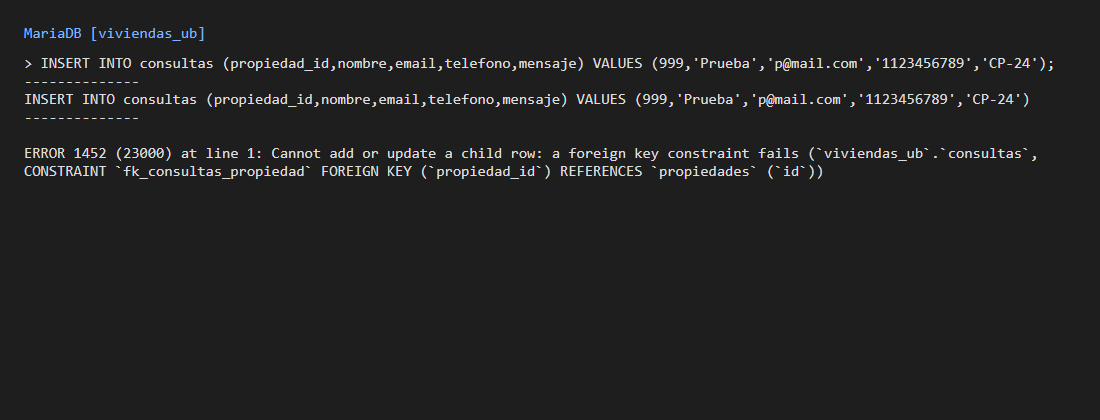 MariaDB [viviendas_ub]
> INSERT INTO consultas (propiedad_id,nombre,email,telefono,mensaje) VALUES (999,'Prueba','p@mail.com','1123456789','CP-24');
--------------
INSERT INTO consultas (propiedad_id,nombre,email,telefono,mensaje) VALUES (999,'Prueba','p@mail.com','1123456789','CP-24')
--------------
ERROR 1452 (23000) at line 1: Cannot add or update a child row: a foreign key constraint fails (`viviendas_ub`.`consultas`,
CONSTRAINT `fk_consultas_propiedad` FOREIGN KEY (`propiedad_id`) REFERENCES `propiedades` (`id`))